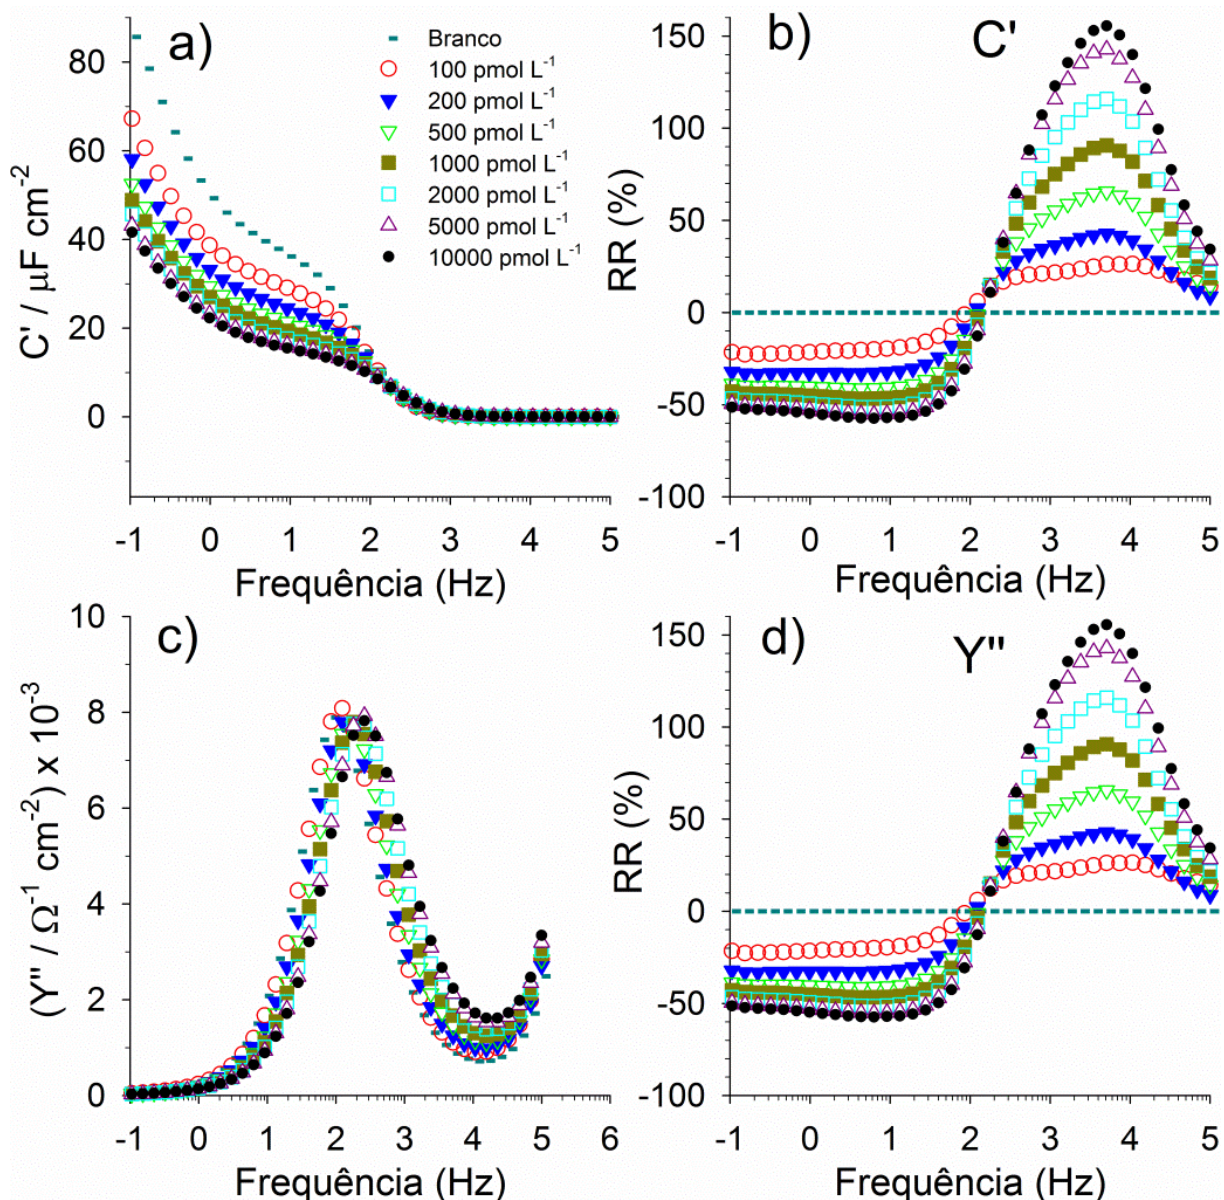 a)
Branco
100 pmol L⁻¹
200 pmol L⁻¹
500 pmol L⁻¹
1000 pmol L⁻¹
2000 pmol L⁻¹
5000 pmol L⁻¹
10000 pmol L⁻¹
80
60
40
20
0
C' / µF cm⁻²
-1 0 1 2 3 4 5
Frequência (Hz)
b)
C'
150
100
50
0
-50
-100
RR (%)
-1 0 1 2 3 4 5
Frequência (Hz)
c)
10
8
6
4
2
0
(Y'' / Ω⁻¹ cm⁻²) x 10⁻³
-1 0 1 2 3 4 5 6
Frequência (Hz)
d)
Y''
150
100
50
0
-50
-100
RR (%)
-1 0 1 2 3 4 5
Frequência (Hz)